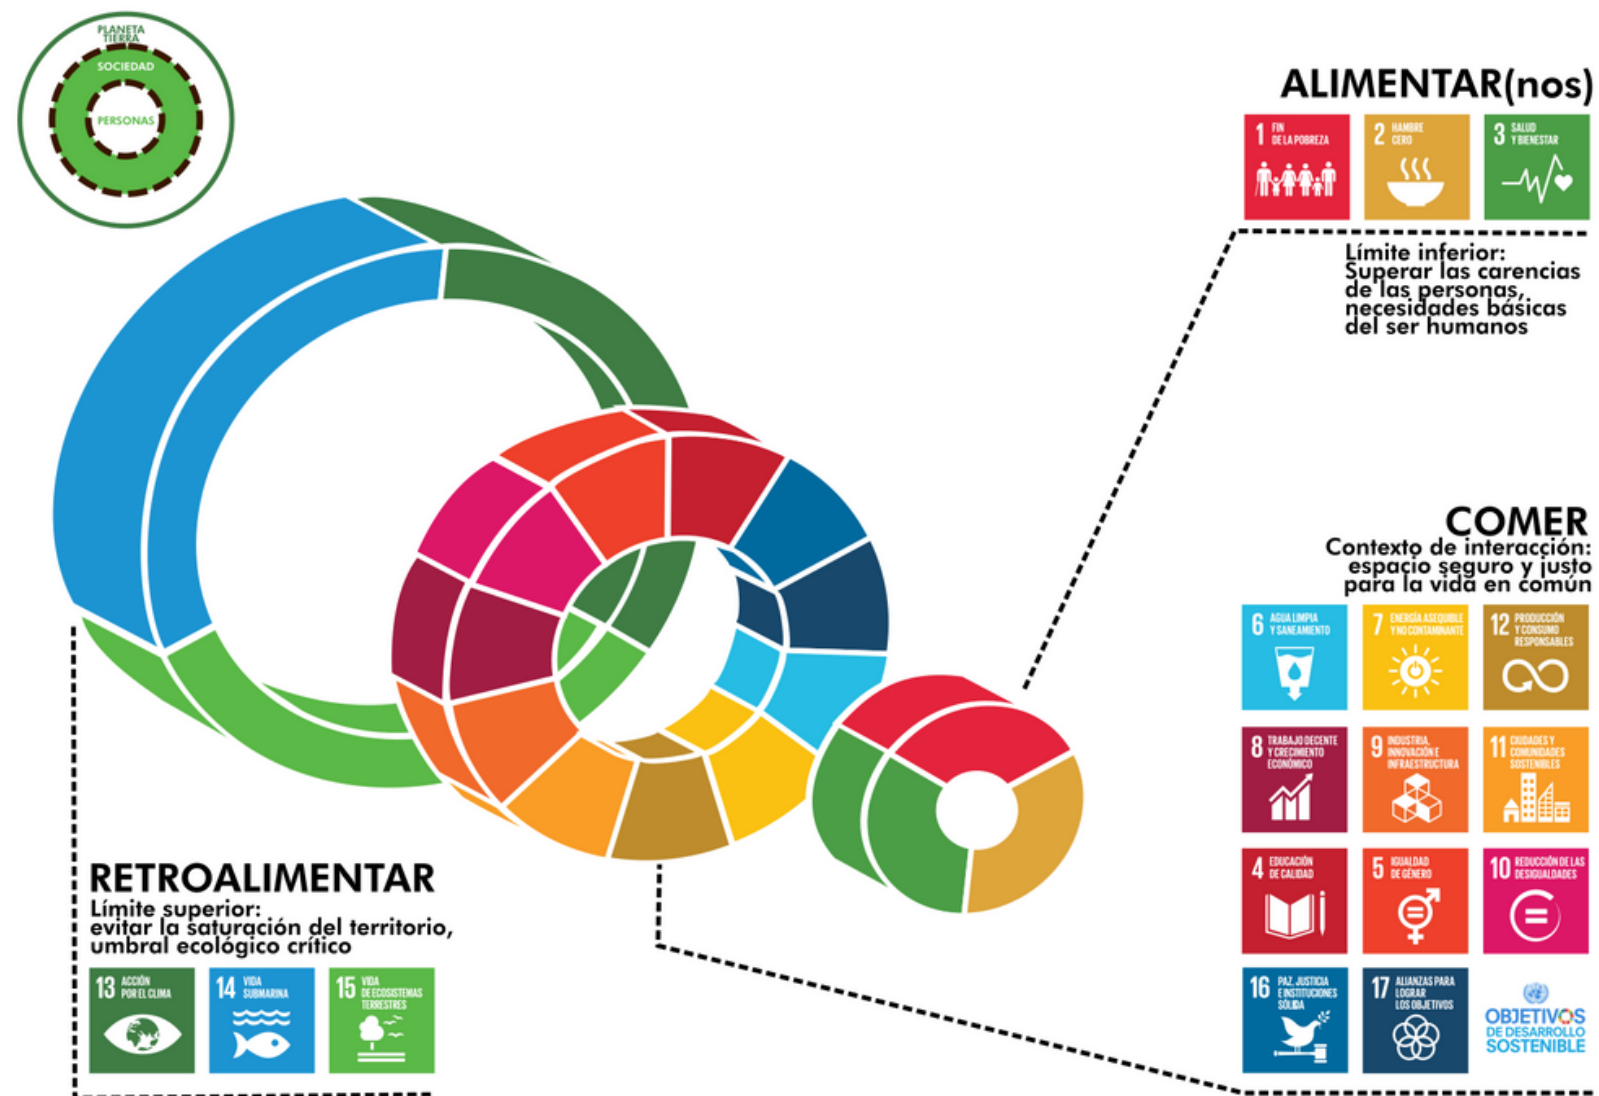 PLANETA
TIERRA
SOCIEDAD
PERSONAS
ALIMENTAR(nos)
1 FIN
DE LA POBREZA
2 HAMBRE
CERO
3 SALUD
Y BIENESTAR
Límite inferior:
Superar las carencias
de las personas,
necesidades básicas
del ser humanos
COMER
Contexto de interacción:
espacio seguro y justo
para la vida en común
6 AGUA LIMPIA
Y SANEAMIENTO
7 ENERGÍA ASEQUIBLE
Y NO CONTAMINANTE
12 PRODUCCIÓN
Y CONSUMO
RESPONSABLES
8 TRABAJO DECENTE
Y CRECIMIENTO
ECONÓMICO
9 INDUSTRIA,
INNOVACIÓN E
INFRAESTRUCTURA
11 CIUDADES Y
COMUNIDADES
SOSTENIBLES
4 EDUCACIÓN
DE CALIDAD
5 IGUALDAD
DE GÉNERO
10 REDUCCIÓN DE LAS
DESIGUALDADES
16 PAZ, JUSTICIA
E INSTITUCIONES
SÓLIDA
17 ALIANZAS PARA
LOGRAR
LOS OBJETIVOS
OBJETIVOS
DE DESARROLLO
SOSTENIBLE
RETROALIMENTAR
Límite superior:
evitar la saturación del territorio,
umbral ecológico crítico
13 ACCIÓN
POR EL CLIMA
14 VIDA
SUBMARINA
15 VIDA
DE ECOSISTEMAS
TERRESTRES